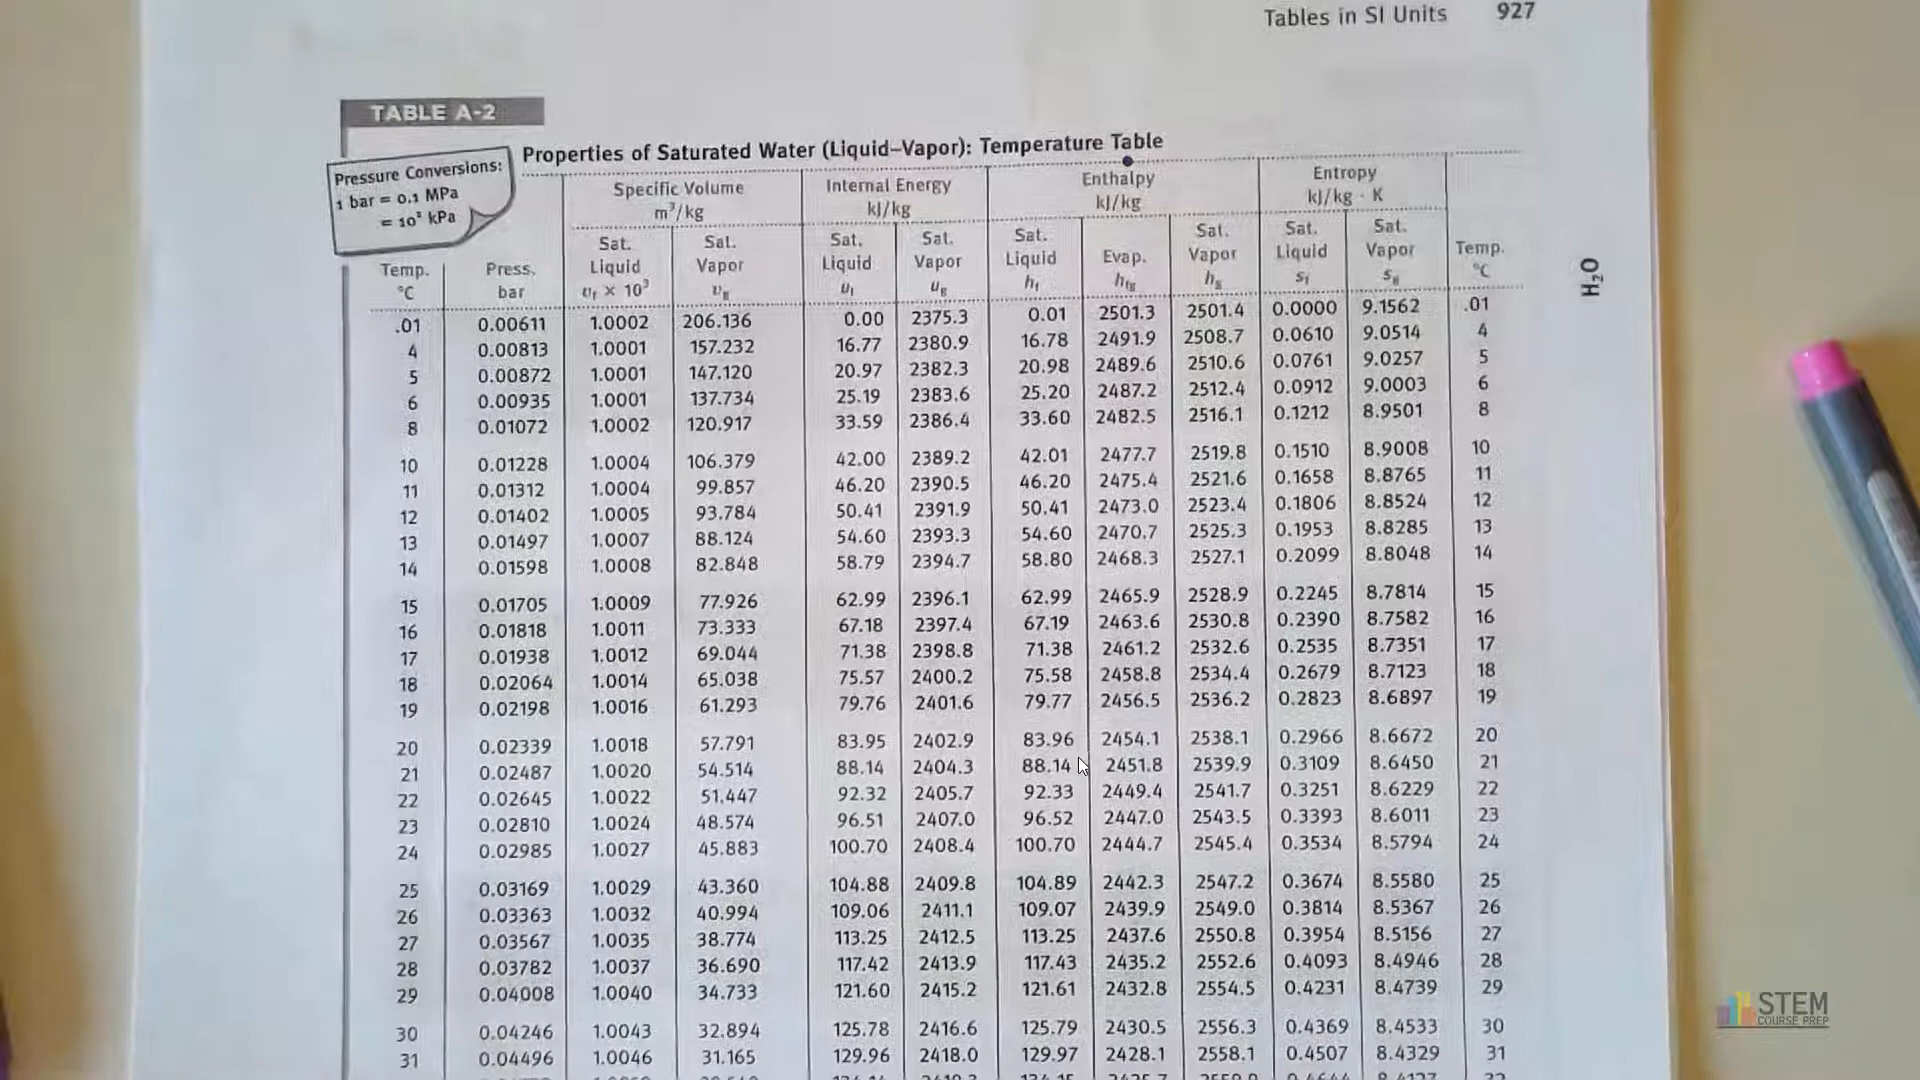 Tables in SI Units 927
TABLE A-2
Properties of Saturated Water (Liquid–Vapor): Temperature Table
Pressure Conversions:
1 bar = 0.1 MPa
= 10² kPa
Specific Volume Internal Energy Enthalpy Entropy
m³/kg kJ/kg kJ/kg kJ/kg · K
Sat. Sat. Sat. Sat. Sat. Sat. Sat. Sat.
Temp. Press. Liquid Vapor Liquid Vapor Liquid Evap. Vapor Liquid Vapor Temp.
°C bar vf × 10³ vg uf ug hf hfg hg sf sg °C
H₂O
.01 0.00611 1.0002 206.136 0.00 2375.3 0.01 2501.3 2501.4 0.0000 9.1562 .01
4 0.00813 1.0001 157.232 16.77 2380.9 16.78 2491.9 2508.7 0.0610 9.0514 4
5 0.00872 1.0001 147.120 20.97 2382.3 20.98 2489.6 2510.6 0.0761 9.0257 5
6 0.00935 1.0001 137.734 25.19 2383.6 25.20 2487.2 2512.4 0.0912 9.0003 6
8 0.01072 1.0002 120.917 33.59 2386.4 33.60 2482.5 2516.1 0.1212 8.9501 8
10 0.01228 1.0004 106.379 42.00 2389.2 42.01 2477.7 2519.8 0.1510 8.9008 10
11 0.01312 1.0004 99.857 46.20 2390.5 46.20 2475.4 2521.6 0.1658 8.8765 11
12 0.01402 1.0005 93.784 50.41 2391.9 50.41 2473.0 2523.4 0.1806 8.8524 12
13 0.01497 1.0007 88.124 54.60 2393.3 54.60 2470.7 2525.3 0.1953 8.8285 13
14 0.01598 1.0008 82.848 58.79 2394.7 58.80 2468.3 2527.1 0.2099 8.8048 14
15 0.01705 1.0009 77.926 62.99 2396.1 62.99 2465.9 2528.9 0.2245 8.7814 15
16 0.01818 1.0011 73.333 67.18 2397.4 67.19 2463.6 2530.8 0.2390 8.7582 16
17 0.01938 1.0012 69.044 71.38 2398.8 71.38 2461.2 2532.6 0.2535 8.7351 17
18 0.02064 1.0014 65.038 75.57 2400.2 75.58 2458.8 2534.4 0.2679 8.7123 18
19 0.02198 1.0016 61.293 79.76 2401.6 79.77 2456.5 2536.2 0.2823 8.6897 19
20 0.02339 1.0018 57.791 83.95 2402.9 83.96 2454.1 2538.1 0.2966 8.6672 20
21 0.02487 1.0020 54.514 88.14 2404.3 88.14 2451.8 2539.9 0.3109 8.6450 21
22 0.02645 1.0022 51.447 92.32 2405.7 92.33 2449.4 2541.7 0.3251 8.6229 22
23 0.02810 1.0024 48.574 96.51 2407.0 96.52 2447.0 2543.5 0.3393 8.6011 23
24 0.02985 1.0027 45.883 100.70 2408.4 100.70 2444.7 2545.4 0.3534 8.5794 24
25 0.03169 1.0029 43.360 104.88 2409.8 104.89 2442.3 2547.2 0.3674 8.5580 25
26 0.03363 1.0032 40.994 109.06 2411.1 109.07 2439.9 2549.0 0.3814 8.5367 26
27 0.03567 1.0035 38.774 113.25 2412.5 113.25 2437.6 2550.8 0.3954 8.5156 27
28 0.03782 1.0037 36.690 117.42 2413.9 117.43 2435.2 2552.6 0.4093 8.4946 28
29 0.04008 1.0040 34.733 121.60 2415.2 121.61 2432.8 2554.5 0.4231 8.4739 29
30 0.04246 1.0043 32.894 125.78 2416.6 125.79 2430.5 2556.3 0.4369 8.4533 30
31 0.04496 1.0046 31.165 129.96 2418.0 129.97 2428.1 2558.1 0.4507 8.4329 31
STEM
COURSE PREP